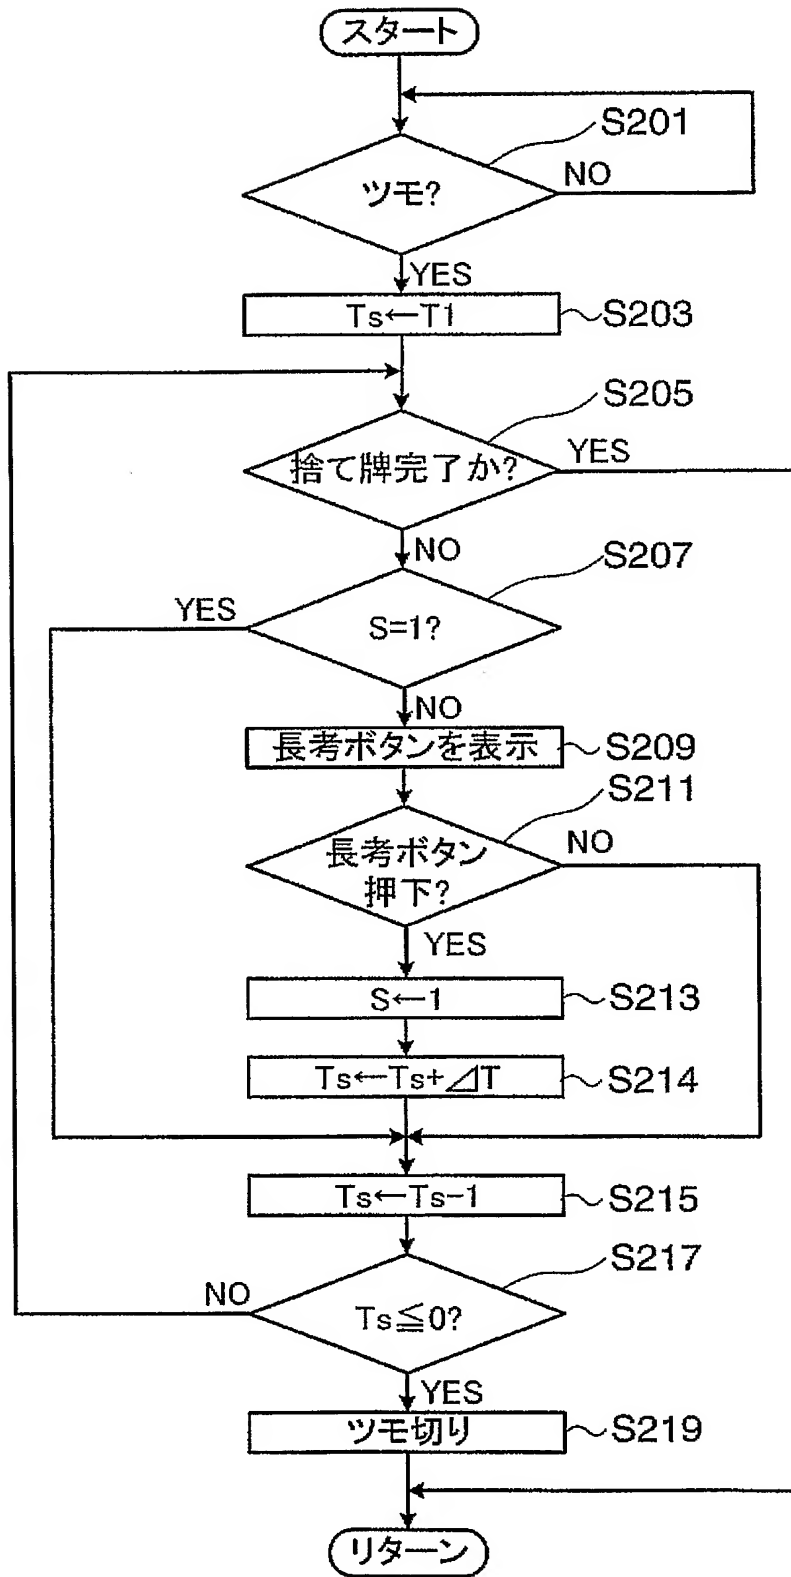 スタート
S201
ツモ?
NO
YES
Ts←T1
S203
S205
捨て牌完了か?
YES
NO
S207
YES
S=1?
NO
長考ボタンを表示
S209
S211
長考ボタン
押下?
NO
YES
S←1
S213
Ts←Ts+⊿T
S214
Ts←Ts-1
S215
S217
NO
Ts≦0?
YES
ツモ切り
S219
リターン